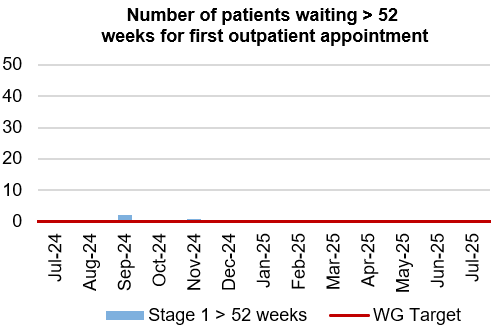 Number of patients waiting > 52
weeks for first outpatient appointment
50
40
30
20
10
0
Jul-24
Aug-24
Sep-24
Oct-24
Nov-24
Dec-24
Jan-25
Feb-25
Mar-25
Apr-25
May-25
Jun-25
Jul-25
Stage 1 > 52 weeks
WG Target